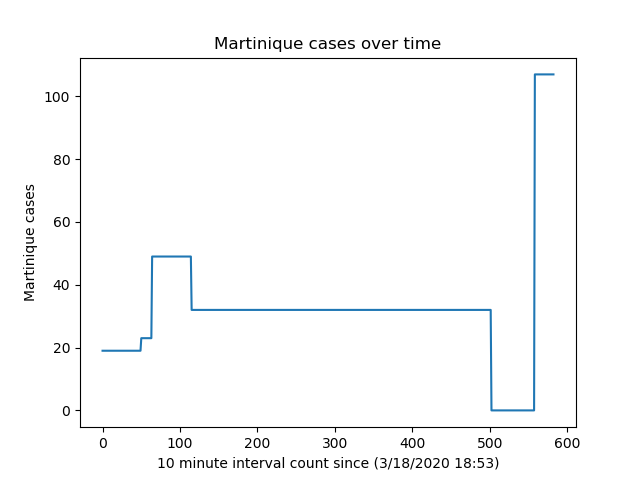 Martinique cases over time
100
80
60
40
20
0
Martinique cases
0 100 200 300 400 500 600
10 minute interval count since (3/18/2020 18:53)